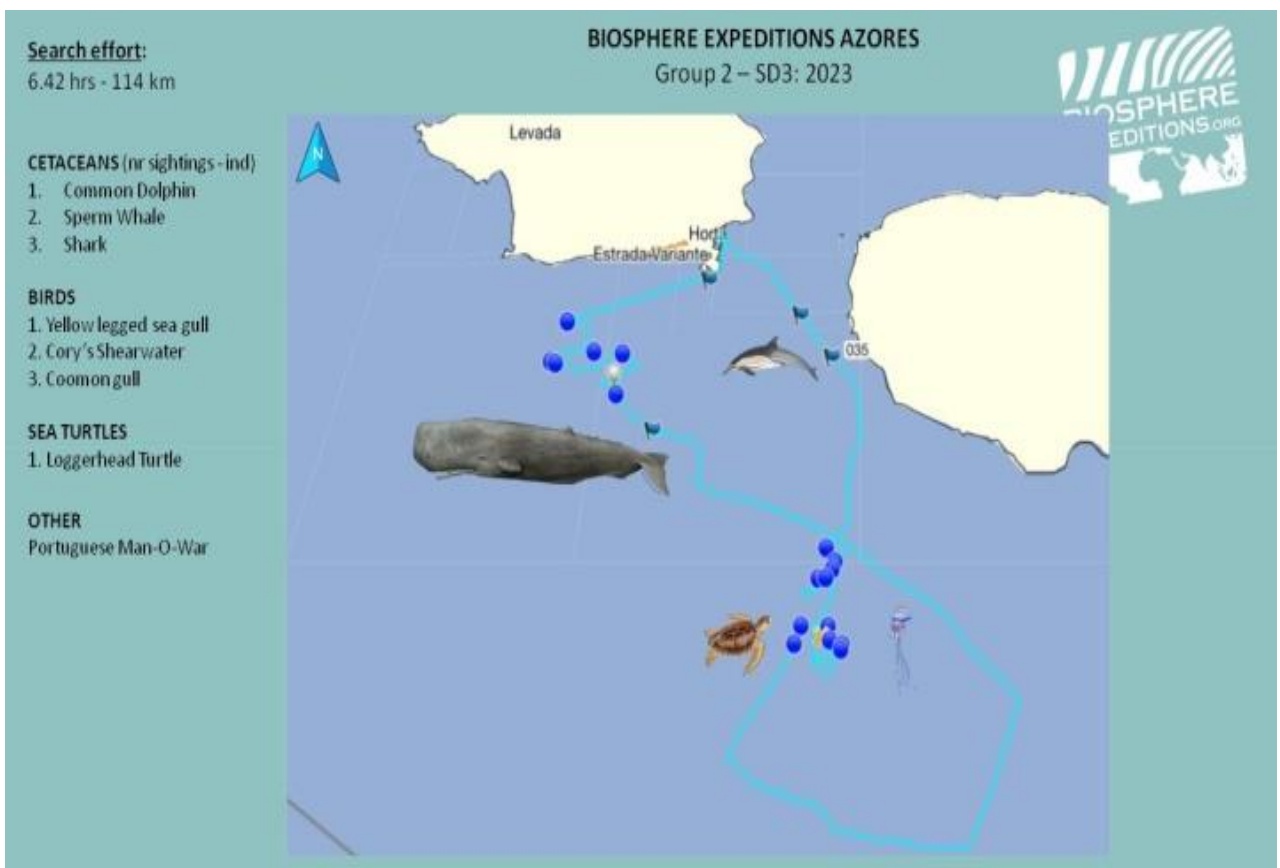 Search effort:
6.42 hrs - 114 km
BIOSPHERE EXPEDITIONS AZORES
Group 2 – SD3: 2023
BIOSPHERE
EDITIONS.ORG
CETACEANS (nr sightings - ind)
1. Common Dolphin
2. Sperm Whale
3. Shark
BIRDS
1. Yellow legged sea gull
2. Cory's Shearwater
3. Coomon gull
SEA TURTLES
1. Loggerhead Turtle
OTHER
Portuguese Man-O-War
N
Levada
Hort
Estrada-Variante
035